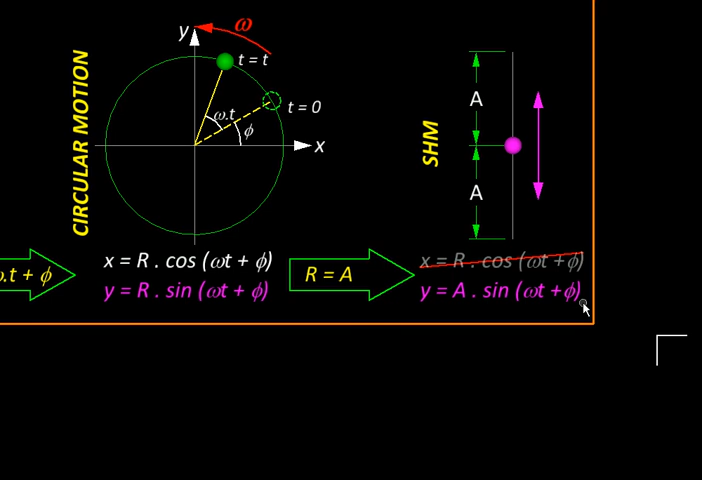 CIRCULAR MOTION
y
ω
t = t
t = 0
ω.t
ϕ
x
SHM
A
A
ω.t + ϕ
x = R . cos (ωt + ϕ)
y = R . sin (ωt + ϕ)
R = A
x = R . cos (ωt + ϕ)
y = A . sin (ωt + ϕ)